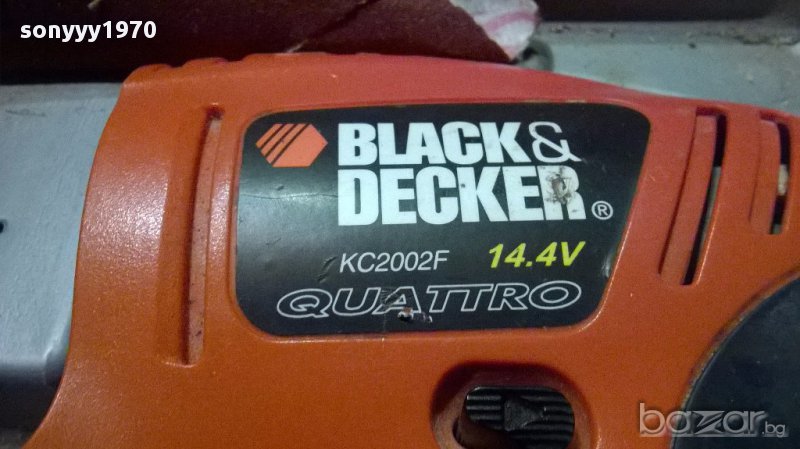 sonyyy1970
BLACK&
DECKER®
KC2002F 14.4V
QUATTRO
bazar.bg